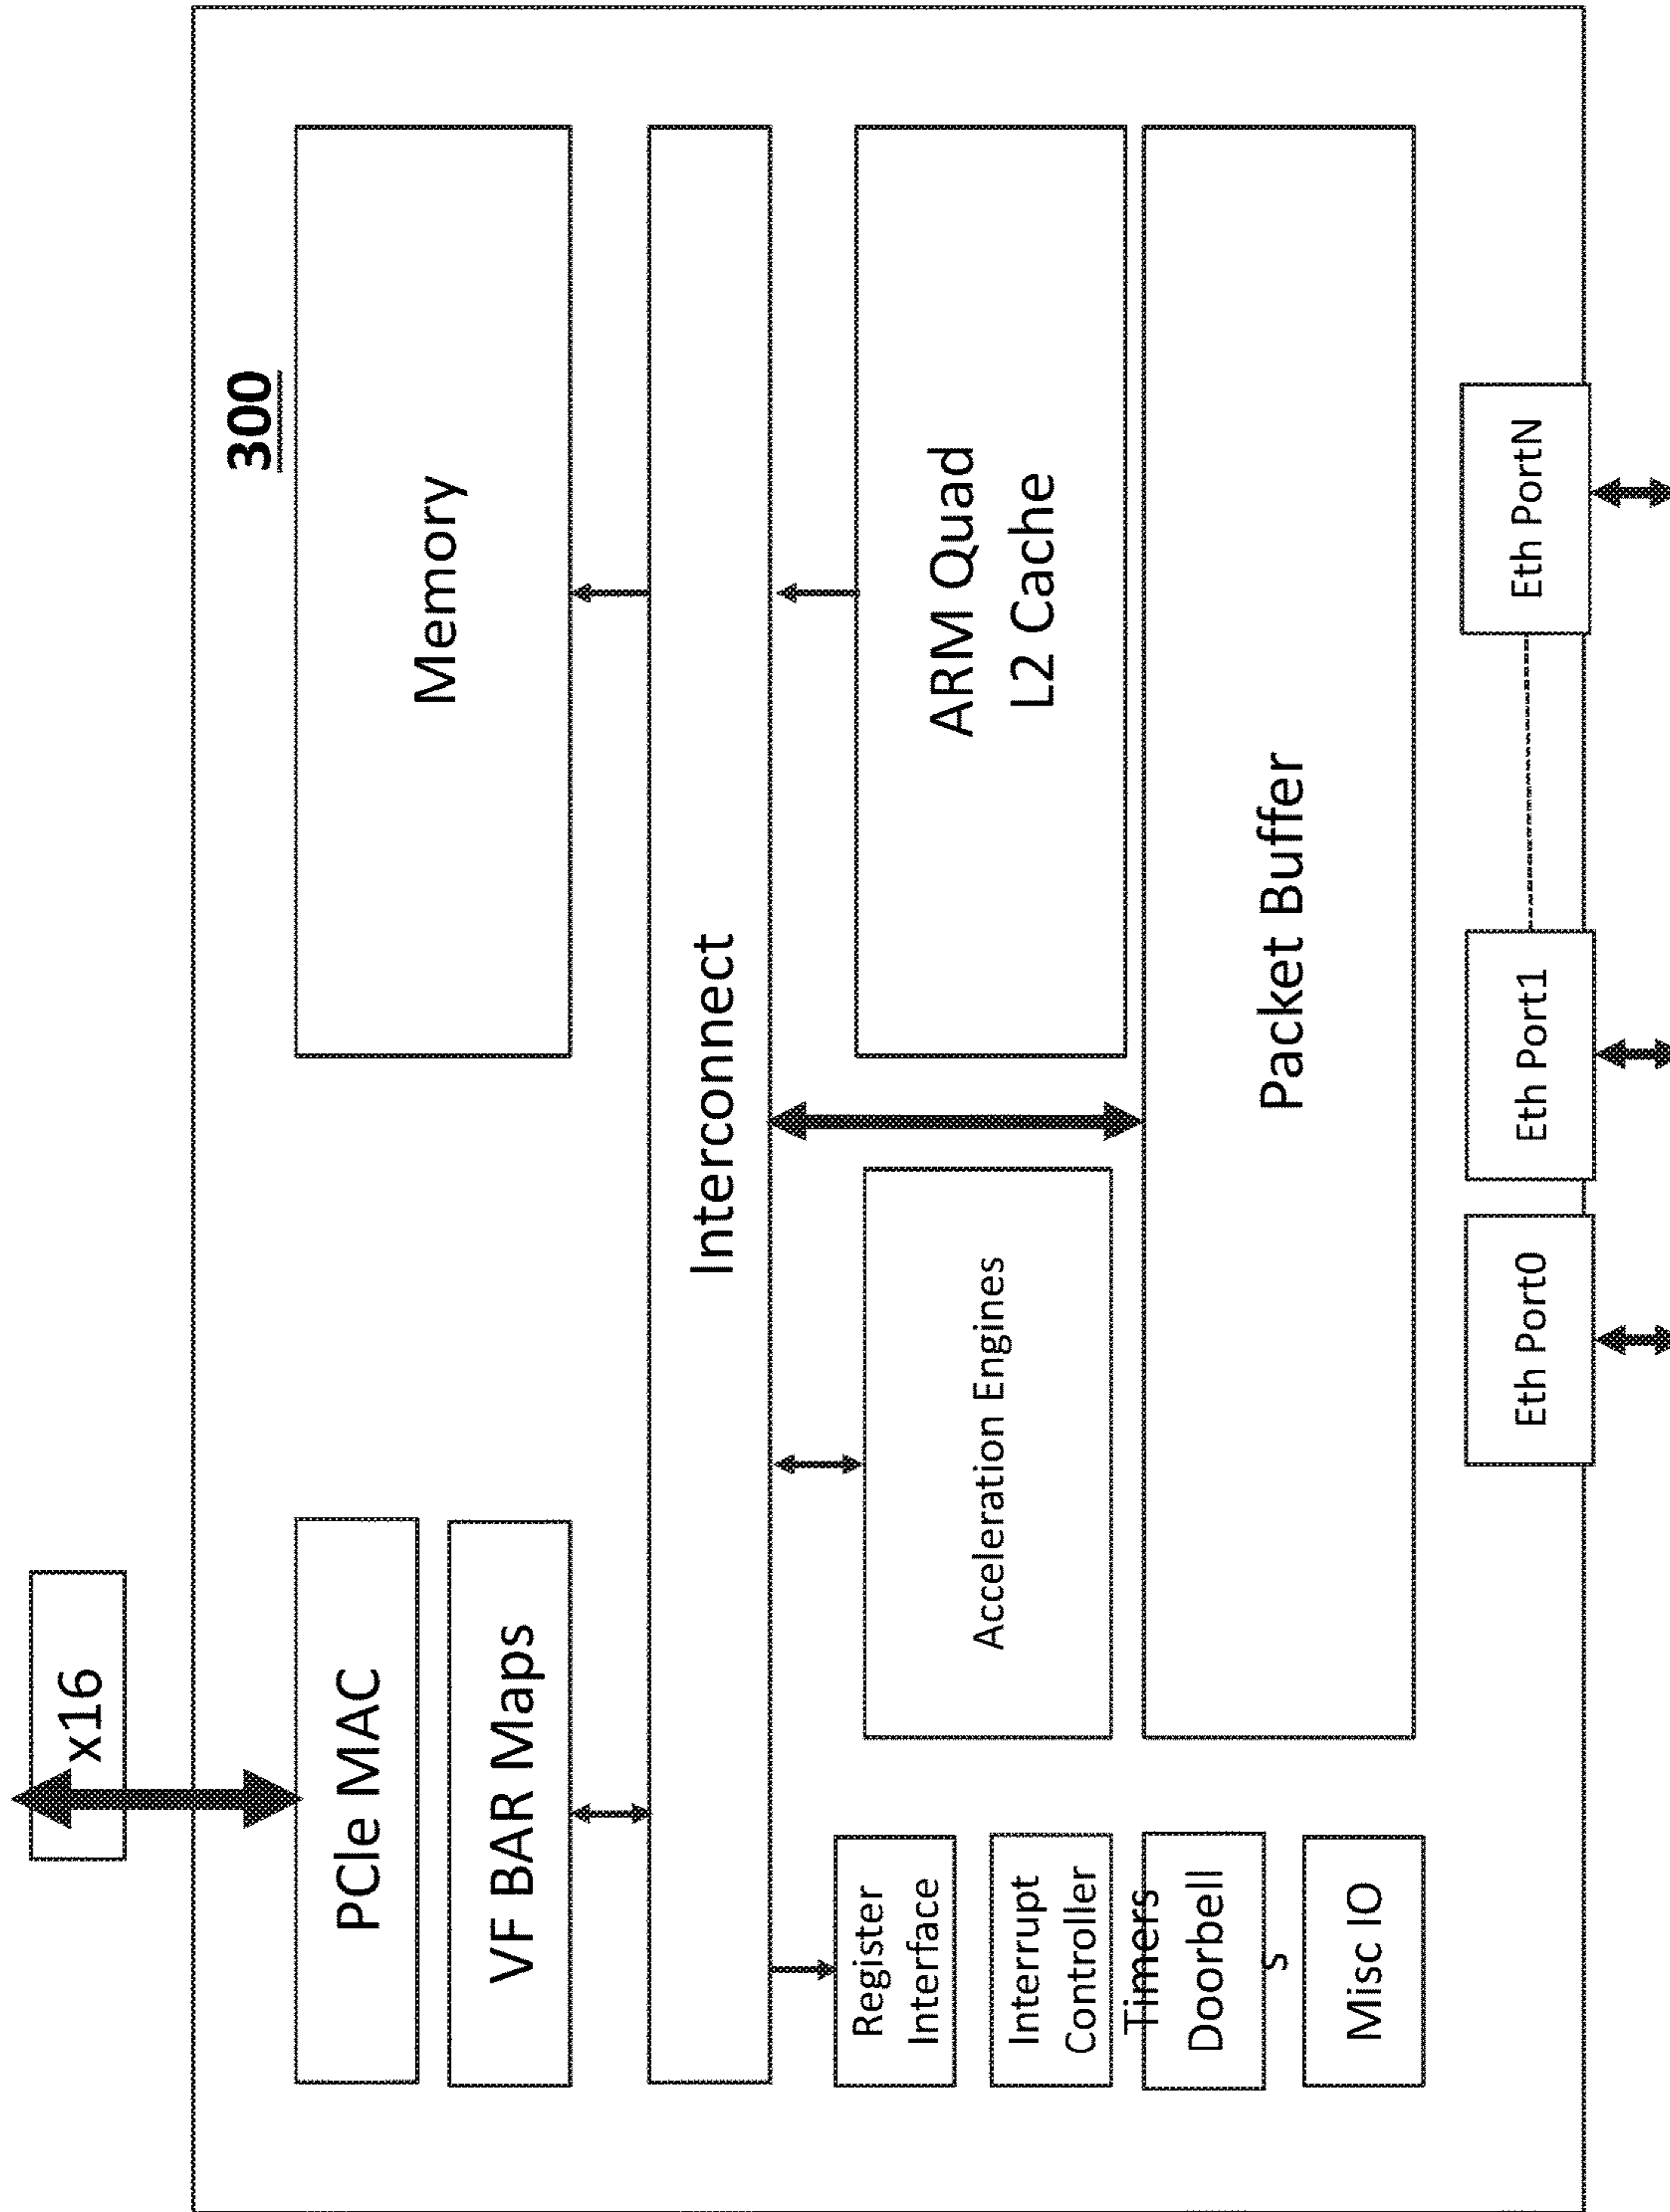 x16
300
PCIe MAC
VF BAR Maps
Memory
Interconnect
Register
Interface
Interrupt
Controller
Timers
Doorbell
s
Misc IO
Acceleration Engines
ARM Quad
L2 Cache
Packet Buffer
Eth Port0
Eth Port1
Eth PortN